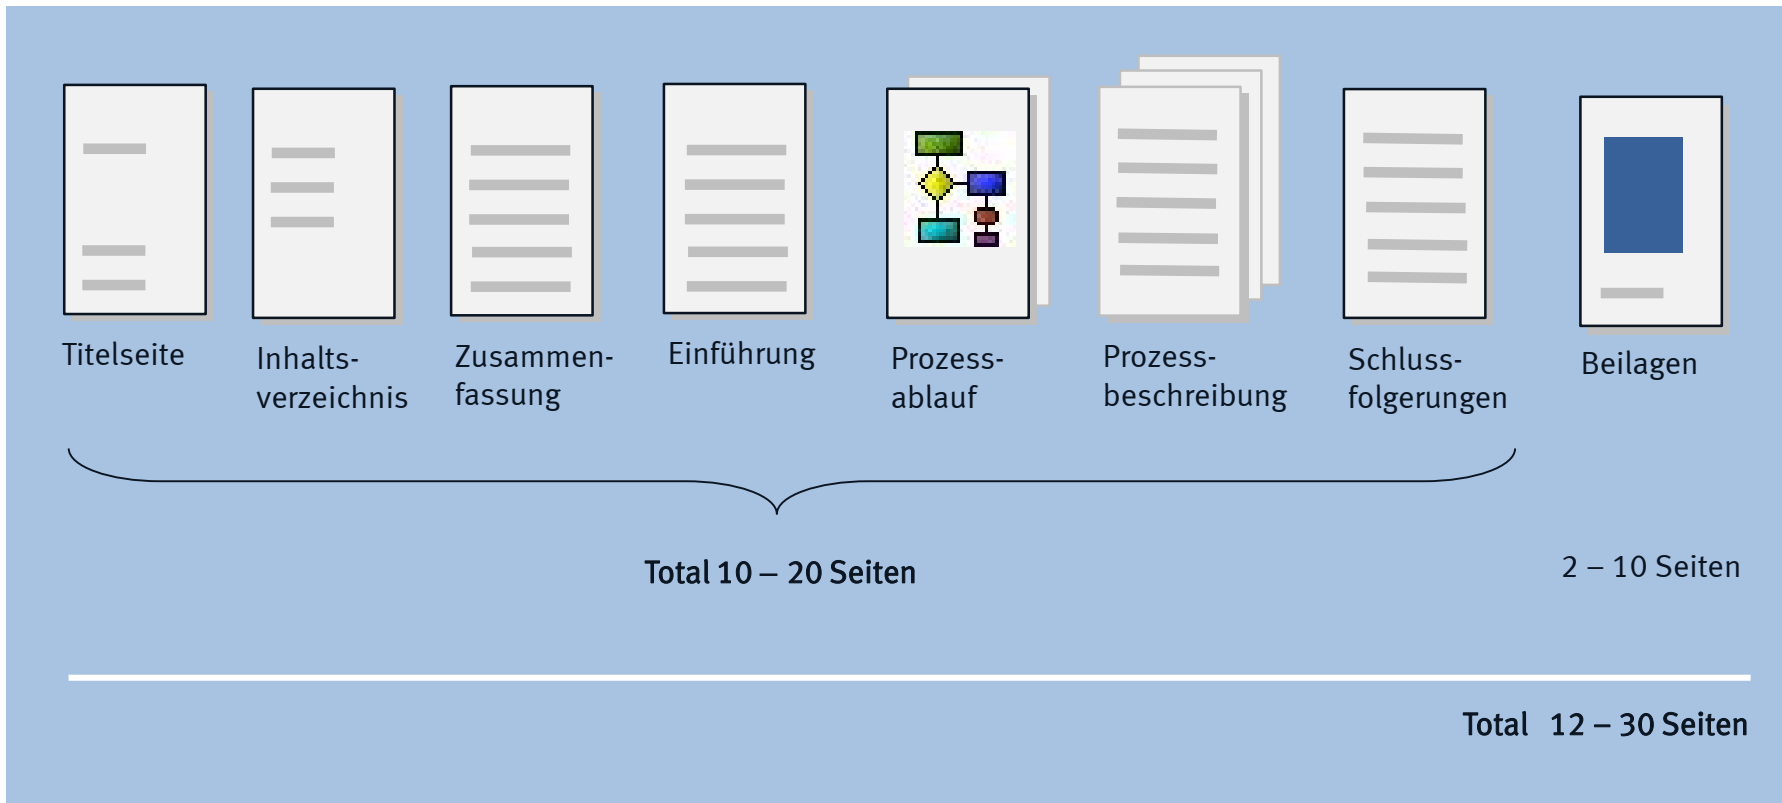 Titelseite
Inhalts-
verzeichnis
Zusammen-
fassung
Einführung
Prozess-
ablauf
Prozess-
beschreibung
Schluss-
folgerungen
Beilagen
Total 10 – 20 Seiten
2 – 10 Seiten
Total 12 – 30 Seiten